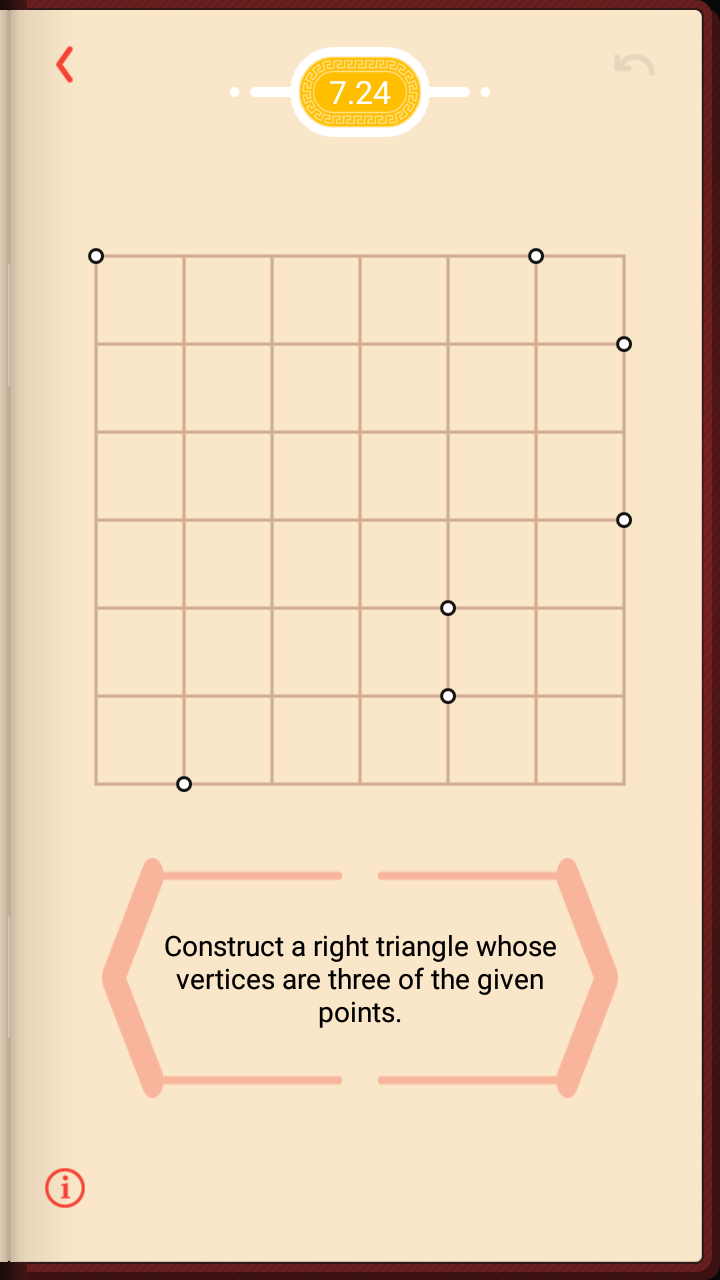 7.24
Construct a right triangle whose
vertices are three of the given
points.
i